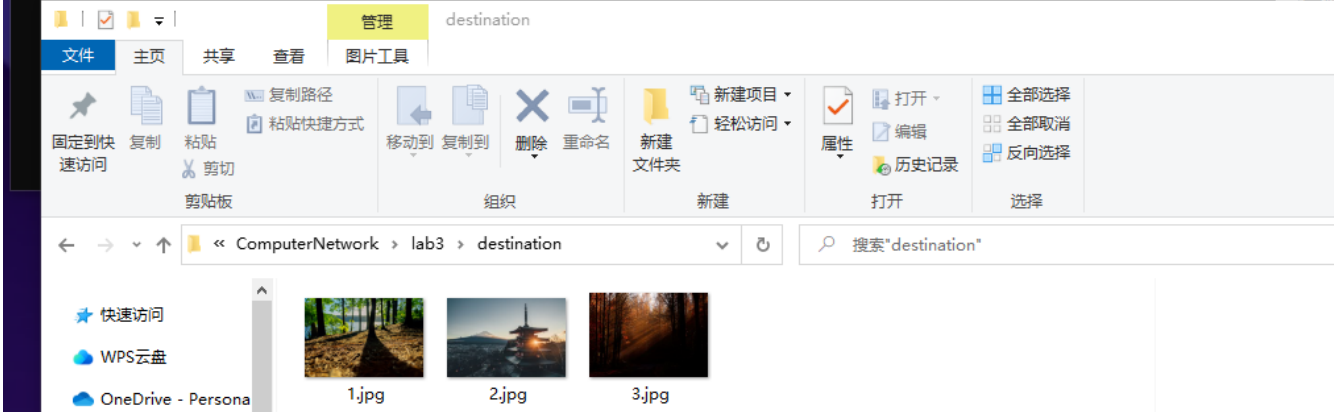 管理 destination
文件 主页 共享 查看 图片工具
固定到快速访问
复制
粘贴
复制路径
粘贴快捷方式
剪切
剪贴板
移动到 复制到 删除 重命名
组织
新建文件夹
新建项目
轻松访问
新建
属性
打开
编辑
历史记录
打开
全部选择
全部取消
反向选择
选择
« ComputerNetwork › lab3 › destination
搜索"destination"
快速访问
WPS云盘
OneDrive - Persona
1.jpg 2.jpg 3.jpg